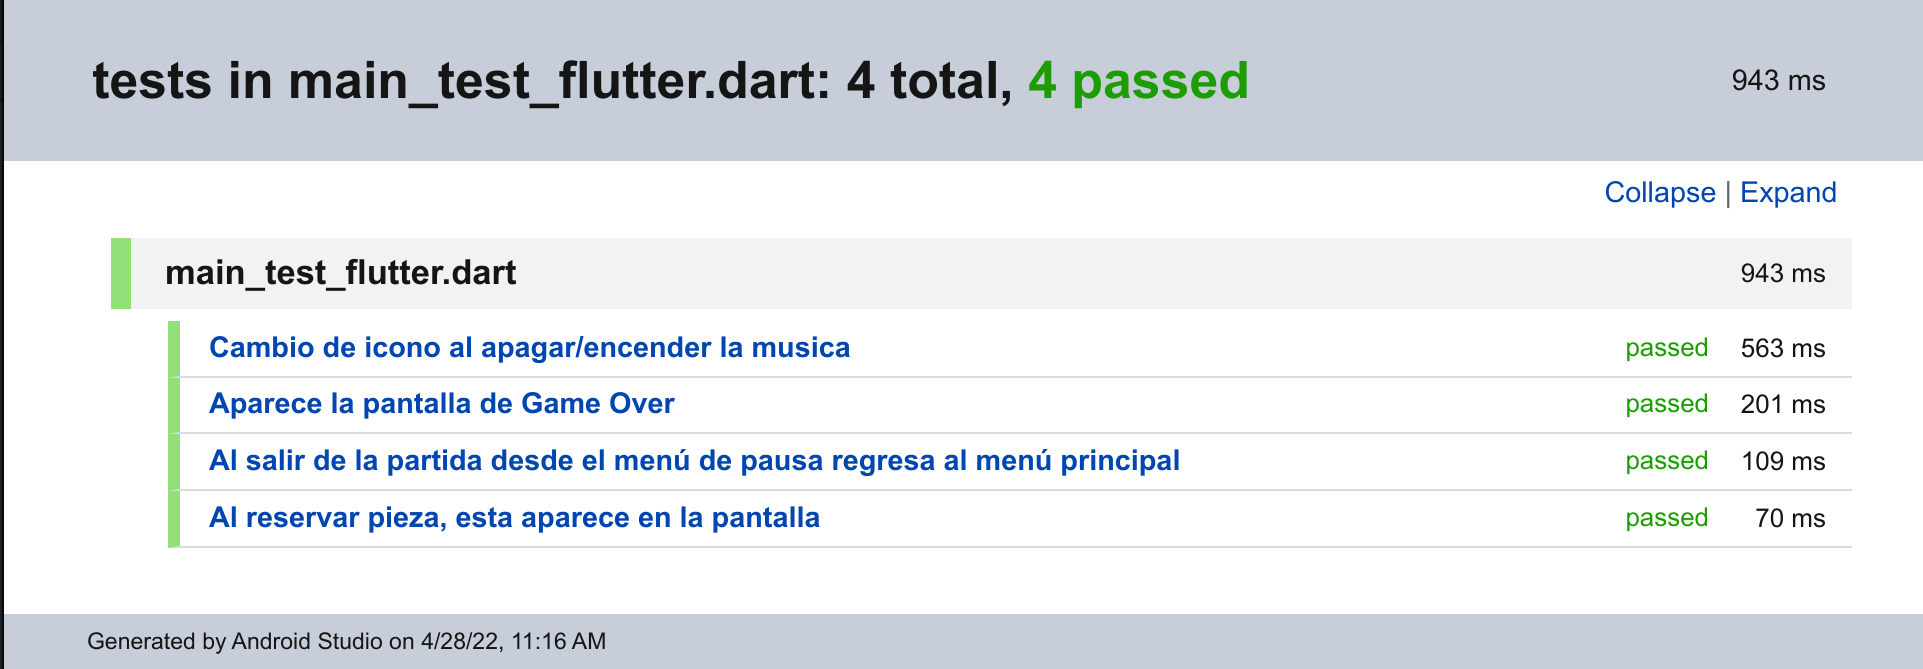 tests in main_test_flutter.dart: 4 total, 4 passed 943 ms
Collapse | Expand
main_test_flutter.dart 943 ms
Cambio de icono al apagar/encender la musica passed 563 ms
Aparece la pantalla de Game Over passed 201 ms
Al salir de la partida desde el menú de pausa regresa al menú principal passed 109 ms
Al reservar pieza, esta aparece en la pantalla passed 70 ms
Generated by Android Studio on 4/28/22, 11:16 AM